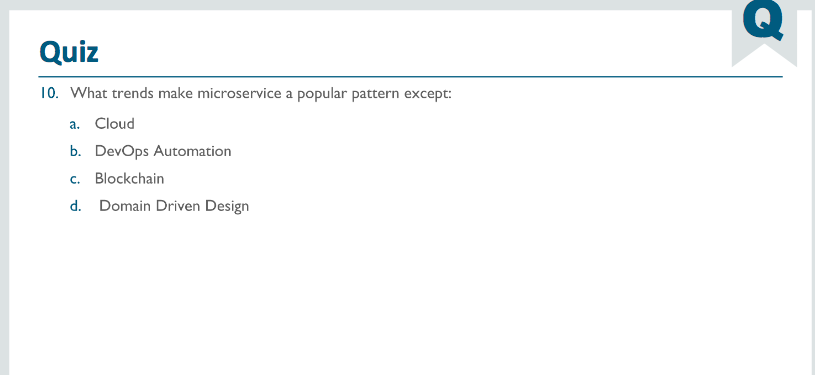 Q
Quiz
10. What trends make microservice a popular pattern except:
a. Cloud
b. DevOps Automation
c. Blockchain
d. Domain Driven Design